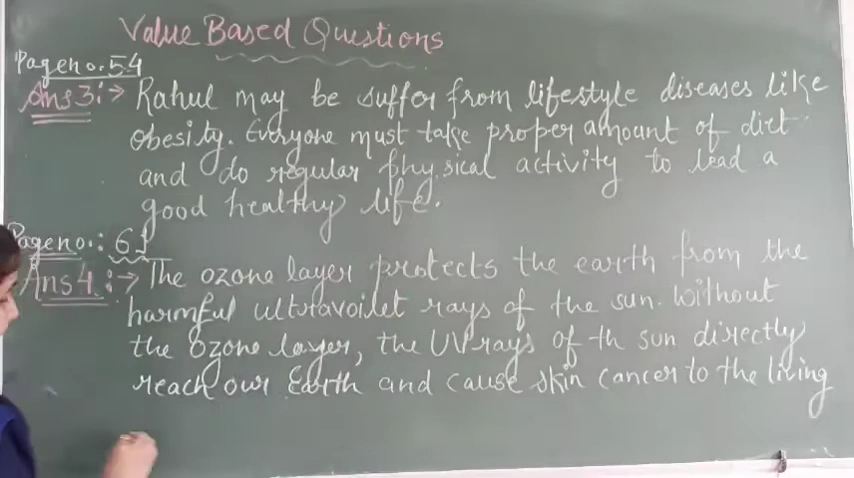 Value Based Questions
Page no. 54
Ans 3:→ Rahul may be suffer from lifestyle diseases like
obesity. Everyone must take proper amount of diet
and do regular physical activity to lead a
good healthy life.
Page no.: 61
Ans 4:→ The ozone layer protects the earth from the
harmful ultravoilet rays of the sun. Without
the Ozone layer, the UV rays of th sun directly
reach our Earth and cause skin cancer to the living